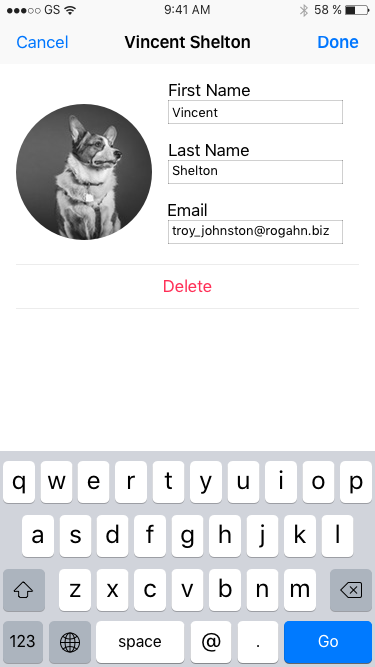 GS 9:41 AM 58 %
Cancel Vincent Shelton Done
First Name
Vincent
Last Name
Shelton
Email
troy_johnston@rogahn.biz
Delete
q w e r t y u i o p
a s d f g h j k l
z x c v b n m
123 space @ . Go